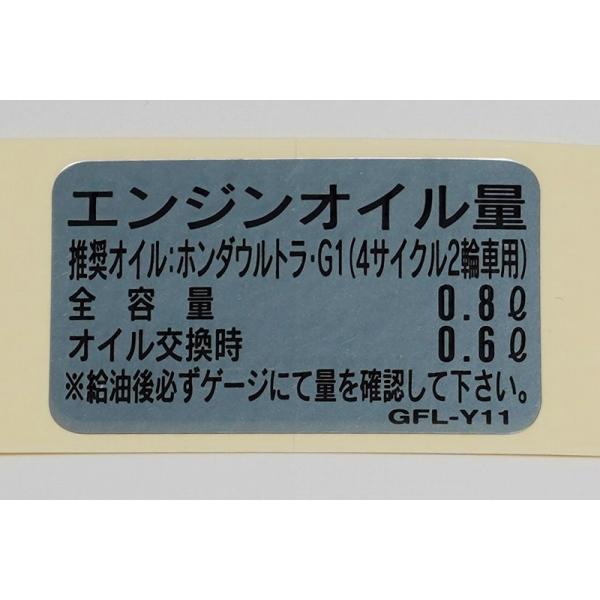 エンジンオイル量
推奨オイル:ホンダウルトラ・G1(4サイクル2輪車用)
全容量 0.8ℓ
オイル交換時 0.6ℓ
※給油後必ずゲージにて量を確認して下さい。
GFL-Y11